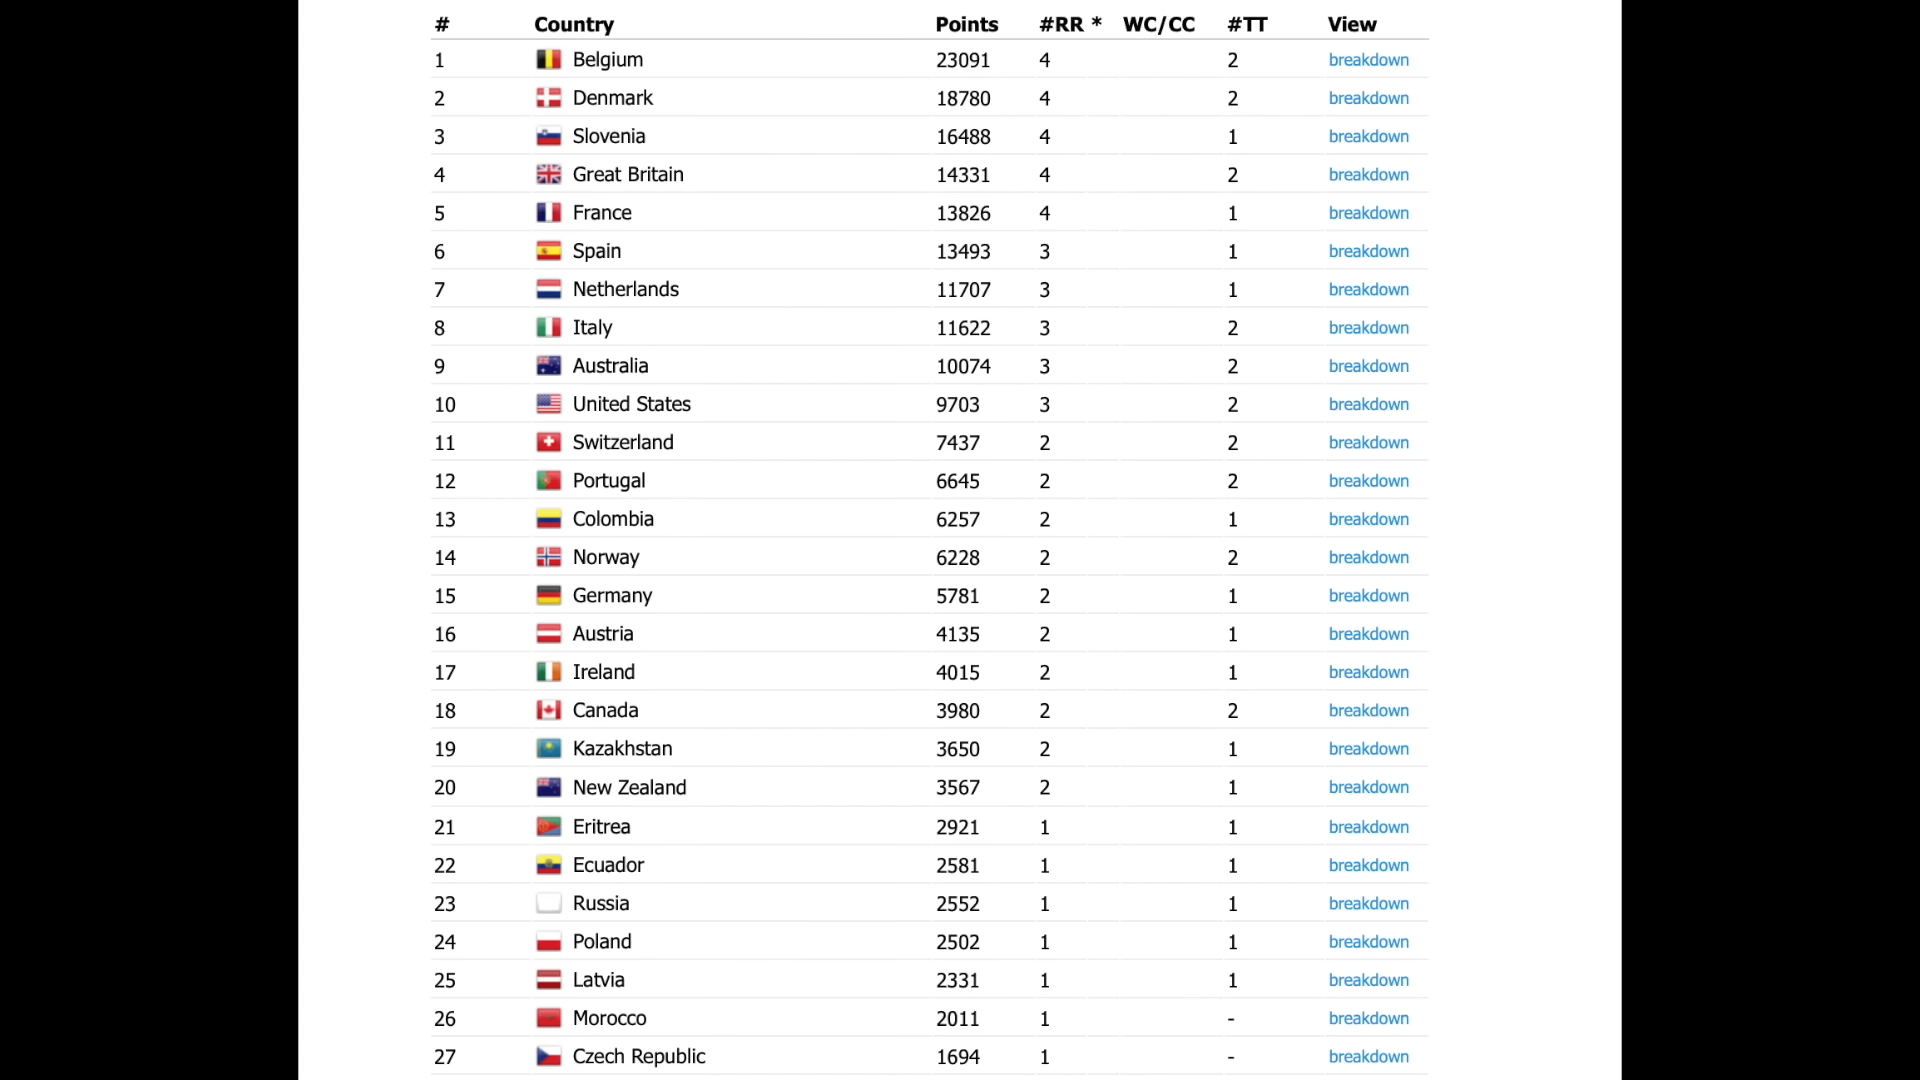 # Country Points #RR * WC/CC #TT View
1 Belgium 23091 4 2 breakdown
2 Denmark 18780 4 2 breakdown
3 Slovenia 16488 4 1 breakdown
4 Great Britain 14331 4 2 breakdown
5 France 13826 4 1 breakdown
6 Spain 13493 3 1 breakdown
7 Netherlands 11707 3 1 breakdown
8 Italy 11622 3 2 breakdown
9 Australia 10074 3 2 breakdown
10 United States 9703 3 2 breakdown
11 Switzerland 7437 2 2 breakdown
12 Portugal 6645 2 2 breakdown
13 Colombia 6257 2 1 breakdown
14 Norway 6228 2 2 breakdown
15 Germany 5781 2 1 breakdown
16 Austria 4135 2 1 breakdown
17 Ireland 4015 2 1 breakdown
18 Canada 3980 2 2 breakdown
19 Kazakhstan 3650 2 1 breakdown
20 New Zealand 3567 2 1 breakdown
21 Eritrea 2921 1 1 breakdown
22 Ecuador 2581 1 1 breakdown
23 Russia 2552 1 1 breakdown
24 Poland 2502 1 1 breakdown
25 Latvia 2331 1 1 breakdown
26 Morocco 2011 1 - breakdown
27 Czech Republic 1694 1 - breakdown